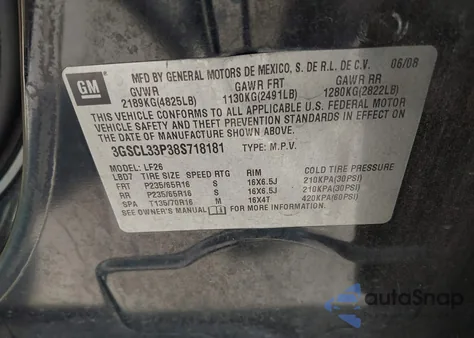 GM
MFD BY GENERAL MOTORS DE MEXICO, S. DE R.L. DE C.V. 06/08
GVWR GAWR FRT GAWR RR
2189KG(4825LB) 1130KG(2491LB) 1280KG(2822LB)
THIS VEHICLE CONFORMS TO ALL APPLICABLE U.S. FEDERAL MOTOR
VEHICLE SAFETY AND THEFT PREVENTION STANDARDS IN EFFECT ON
THE DATE OF MANUFACTURE SHOWN ABOVE.
3GSCL33P38S718181 TYPE: M.P.V.
MODEL: LF26
LBDT TIRE SIZE SPEED RTG RIM COLD TIRE PRESSURE
FRT P235/65R16 S 16X6.5J 210KPA(30PSI)
RR P235/65R16 S 16X6.5J 210KPA(30PSI)
SPA T135/70R16 M 16X4T 420KPA(60PSI)
SEE OWNER'S MANUAL FOR MORE INFORMATION.
autoSnap